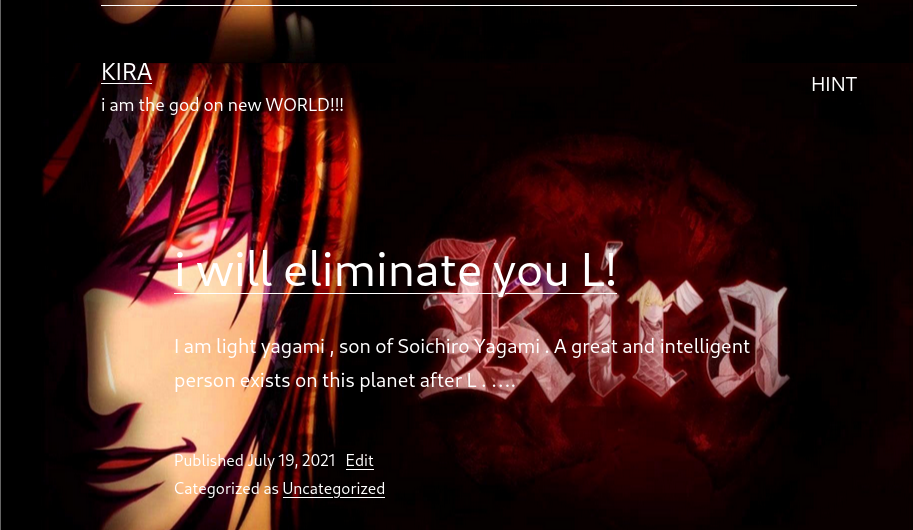 KIRA
HINT
i am the god on new WORLD!!!
i will eliminate you L!
Kira
I am light yagami , son of Soichiro Yagami . A great and intelligent
person exists on this planet after L . ….
Published July 19, 2021 Edit
Categorized as Uncategorized